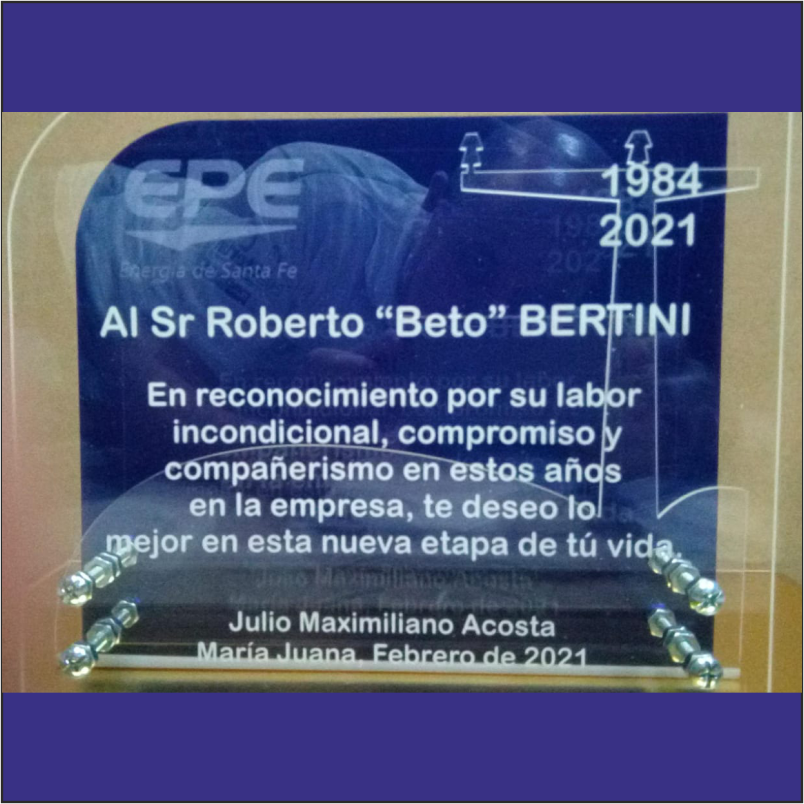 EPE
Energía de Santa Fe
1984
2021
Al Sr Roberto “Beto” BERTINI
En reconocimiento por su labor
incondicional, compromiso y
compañerismo en estos años
en la empresa, te deseo lo
mejor en esta nueva etapa de tú vida.
Julio Maximiliano Acosta
María Juana, Febrero de 2021